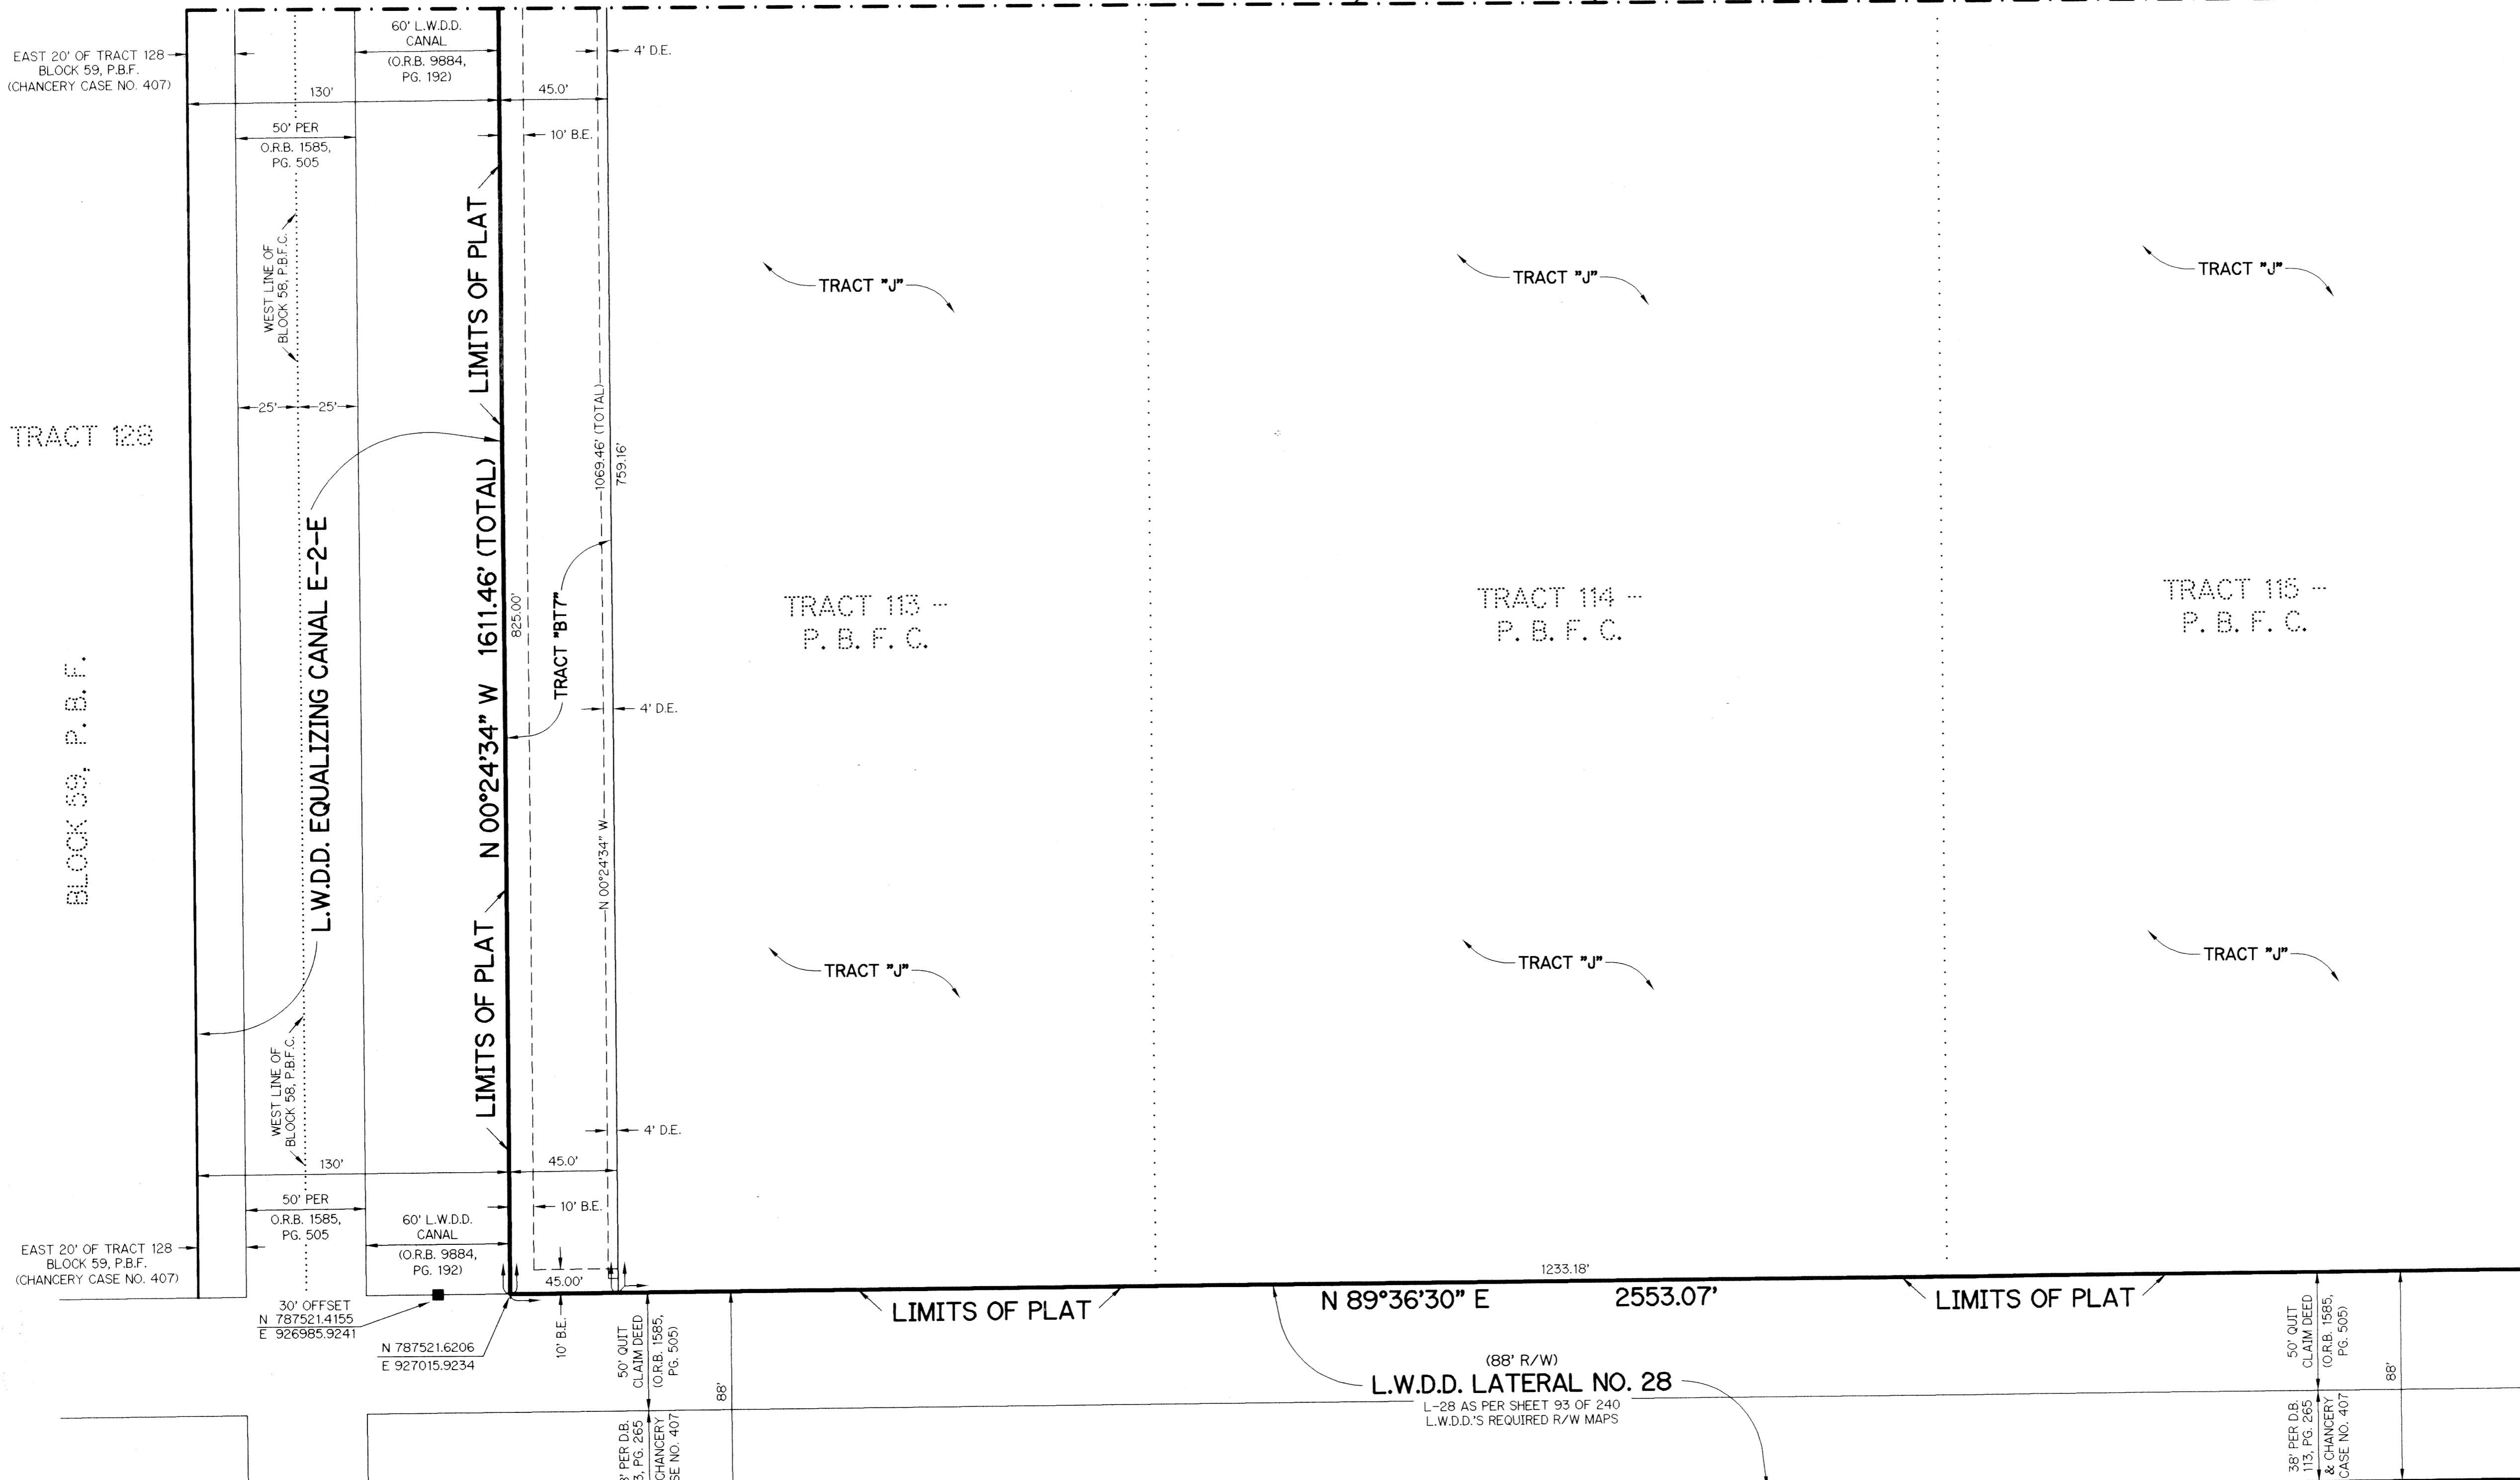 EAST 20' OF TRACT 128
BLOCK 59, P.B.F.
(CHANCERY CASE NO. 407)
60' L.W.D.D.
CANAL
(O.R.B. 9884,
PG. 192)
4' D.E.
130'
45.0'
50' PER
O.R.B. 1585,
PG. 505
10' B.E.
WEST LINE OF
BLOCK 58, P.B.F.C.
LIMITS OF PLAT
TRACT "J"
TRACT "J"
TRACT "J"
25'
25'
TRACT 128
BLOCK 59, P. B. F.
L.W.D.D. EQUALIZING CANAL E-2-E
N 00°24'34" W 1611.46' (TOTAL)
825.00'
TRACT "BT7"
1069.46' (TOTAL)
759.16'
N 00°24'34" W
4' D.E.
TRACT 113 --
P. B. F. C.
TRACT 114 --
P. B. F. C.
TRACT 115 --
P. B. F. C.
LIMITS OF PLAT
TRACT "J"
TRACT "J"
TRACT "J"
WEST LINE OF
BLOCK 58, P.B.F.C.
4' D.E.
130'
45.0'
50' PER
O.R.B. 1585,
PG. 505
60' L.W.D.D.
CANAL
(O.R.B. 9884,
PG. 192)
10' B.E.
EAST 20' OF TRACT 128
BLOCK 59, P.B.F.
(CHANCERY CASE NO. 407)
45.00'
1233.18'
30' OFFSET
N 787521.4155
E 926985.9241
N 787521.6206
E 927015.9234
10' B.E.
LIMITS OF PLAT
N 89°36'30" E 2553.07'
LIMITS OF PLAT
50' QUIT
CLAIM DEED
(O.R.B. 1585,
PG. 505)
88'
(88' R/W)
L.W.D.D. LATERAL NO. 28
L-28 AS PER SHEET 93 OF 240
L.W.D.D.'S REQUIRED R/W MAPS
50' QUIT
CLAIM DEED
(O.R.B. 1585,
PG. 505)
88'
PER D.B.
PG. 265
CHANCERY
NO. 407
38' PER D.B.
113, PG. 265
& CHANCERY
CASE NO. 407